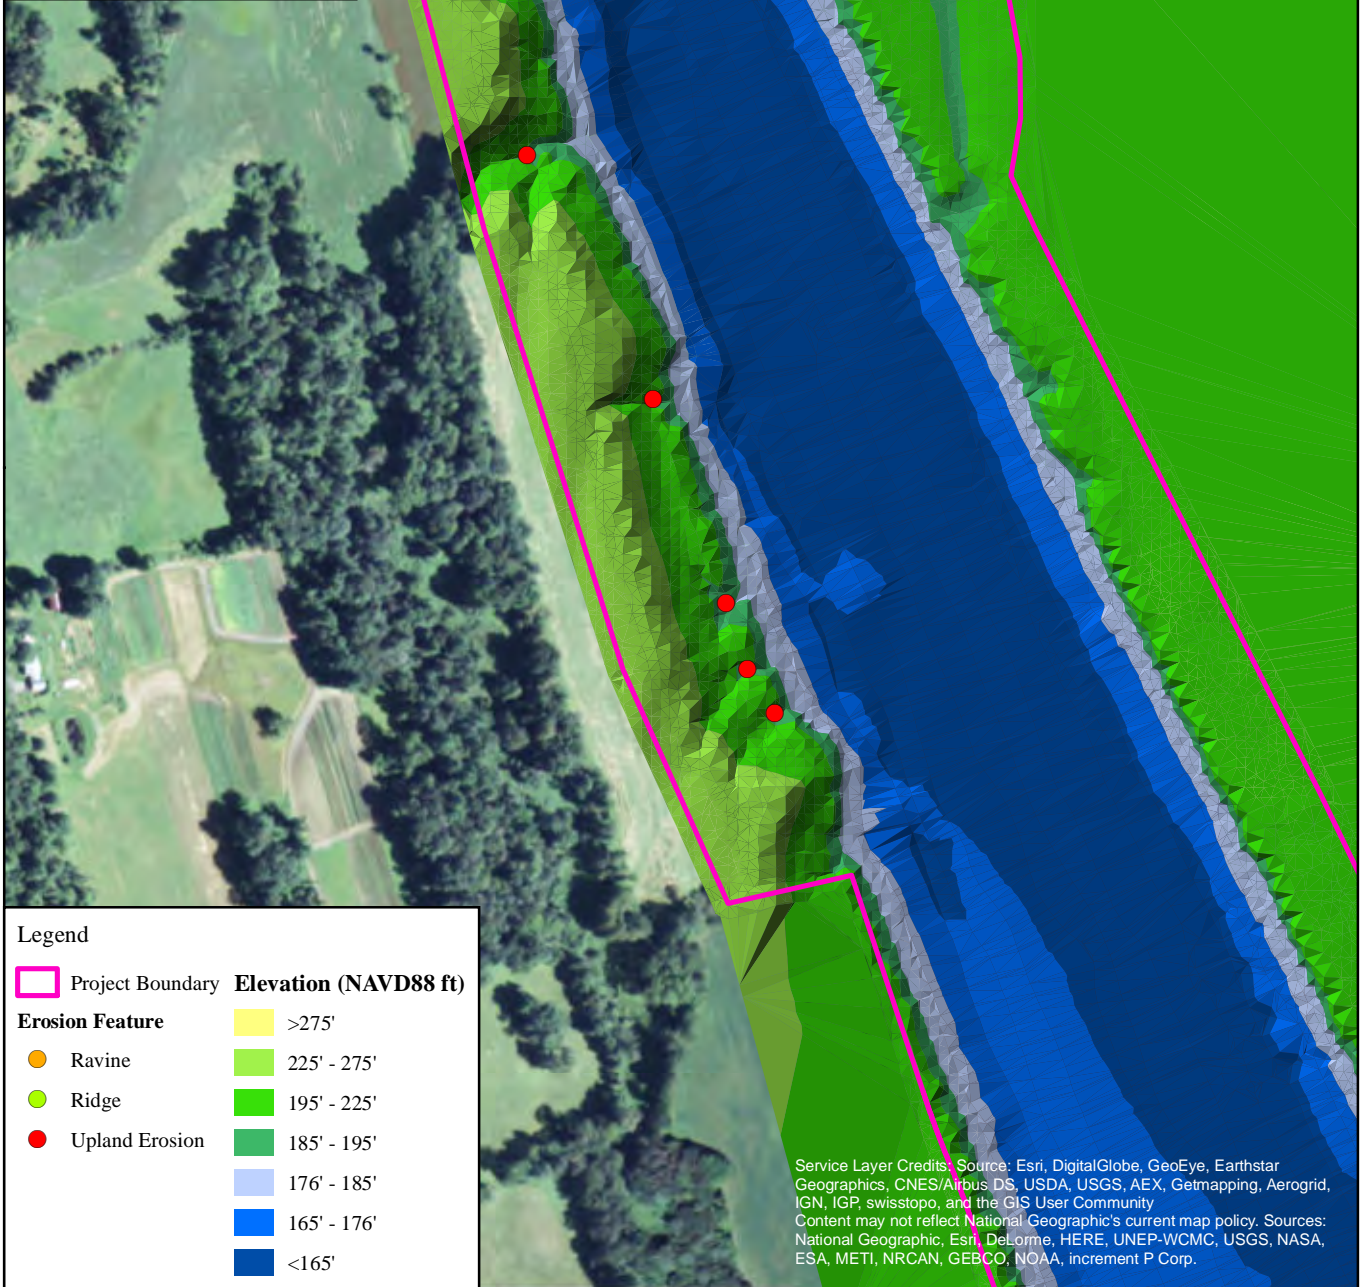 Legend
Project Boundary
Erosion Feature
Ravine
Ridge
Upland Erosion
Elevation (NAVD88 ft)
>275'
225' - 275'
195' - 225'
185' - 195'
176' - 185'
165' - 176'
<165'
Service Layer Credits: Source: Esri, DigitalGlobe, GeoEye, Earthstar
Geographics, CNES/Airbus DS, USDA, USGS, AEX, Getmapping, Aerogrid,
IGN, IGP, swisstopo, and the GIS User Community
Content may not reflect National Geographic's current map policy. Sources:
National Geographic, Esri, DeLorme, HERE, UNEP-WCMC, USGS, NASA,
ESA, METI, NRCAN, GEBCO, NOAA, increment P Corp.